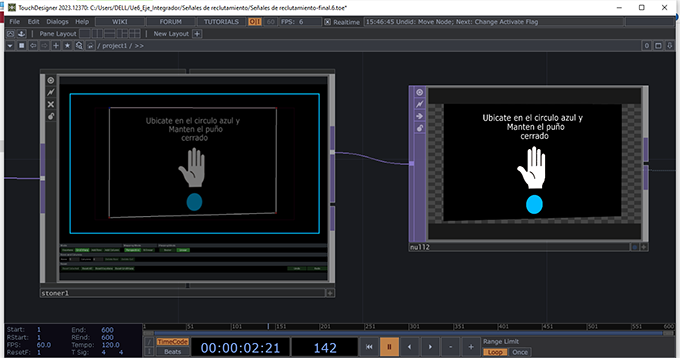 TouchDesigner 2023.12370: C:/Users/DELL/Ue6_Eje_Integrador/Señales de reclutamiento/Señales de reclutamiento-final.6.toe*
File Edit Dialogs Help WIKI FORUM TUTORIALS O|I 60 FPS: 6 Realtime 15:46:45 Undid: Move Node; Next: Change Activate Flag
Pane Layout New Layout +
/ project1 / >>
Ubicate en el circulo azul y
Manten el puño
cerrado
stoner1
Ubicate en el circulo azul y
Manten el puño
cerrado
null2
Start: 1 End: 600
RStart: 1 REnd: 600
FPS: 60.0 Tempo: 120.0
ResetF: 1 T Sig: 4 4
1 51 101 151 201 251 301 351 401 451 501 551 600
TimeCode
Beats
00:00:02:21
142
Range Limit
Loop Once